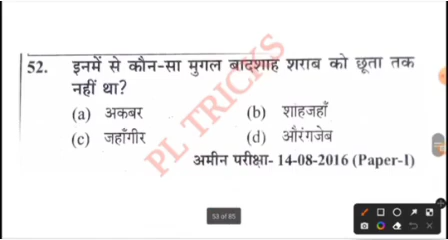 52. इनमें से कौन-सा मुगल बादशाह शराब को छूता तक
नहीं था?
(a) अकबर (b) शाहजहाँ
(c) जहाँगीर (d) औरंगजेब
अमीन परीक्षा- 14-08-2016 (Paper-I)
PL TRICKS
53 of 85